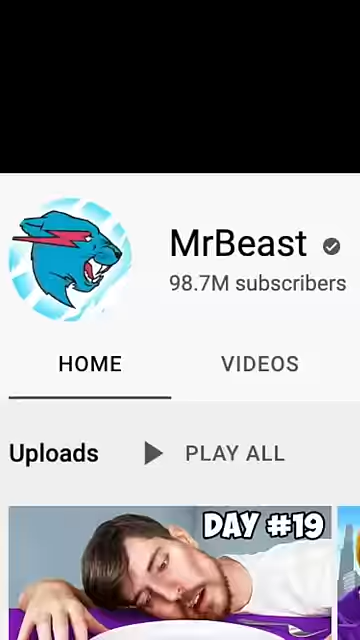 MrBeast
98.7M subscribers
HOME VIDEOS
Uploads PLAY ALL
DAY #19